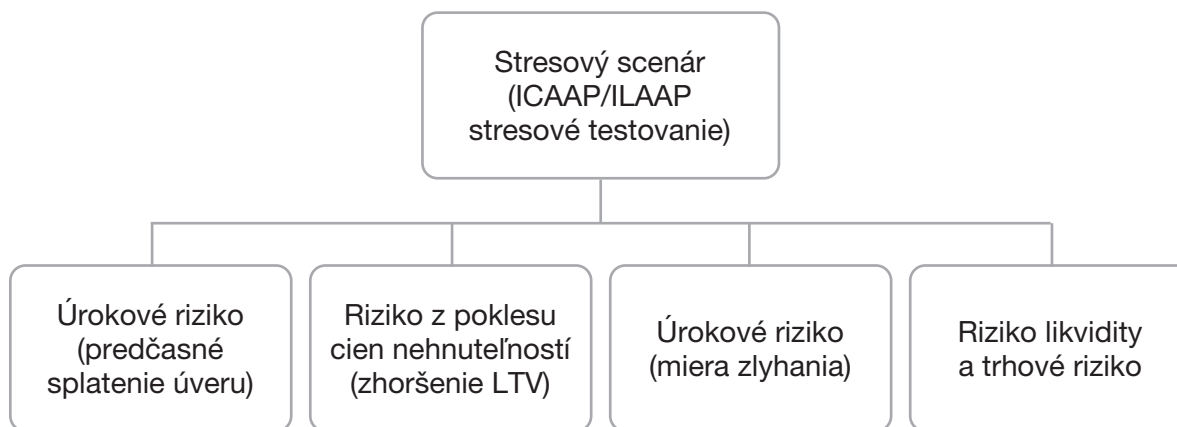 Stresový scenár
(ICAAP/ILAAP
stresové testovanie)
Úrokové riziko
(predčasné
splatenie úveru)
Riziko z poklesu
cien nehnuteľností
(zhoršenie LTV)
Úrokové riziko
(miera zlyhania)
Riziko likvidity
a trhové riziko